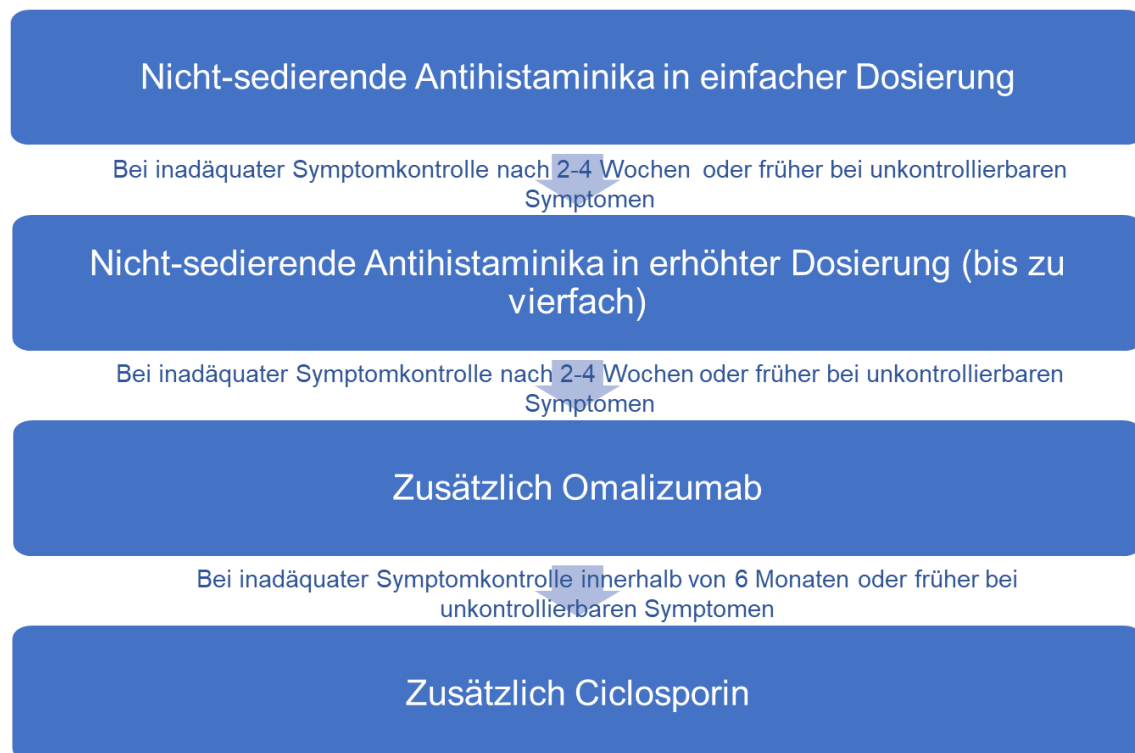 Nicht-sedierende Antihistaminika in einfacher Dosierung
Bei inadäquater Symptomkontrolle nach 2-4 Wochen oder früher bei unkontrollierbaren
Symptomen
Nicht-sedierende Antihistaminika in erhöhter Dosierung (bis zu
vierfach)
Bei inadäquater Symptomkontrolle nach 2-4 Wochen oder früher bei unkontrollierbaren
Symptomen
Zusätzlich Omalizumab
Bei inadäquater Symptomkontrolle innerhalb von 6 Monaten oder früher bei
unkontrollierbaren Symptomen
Zusätzlich Ciclosporin